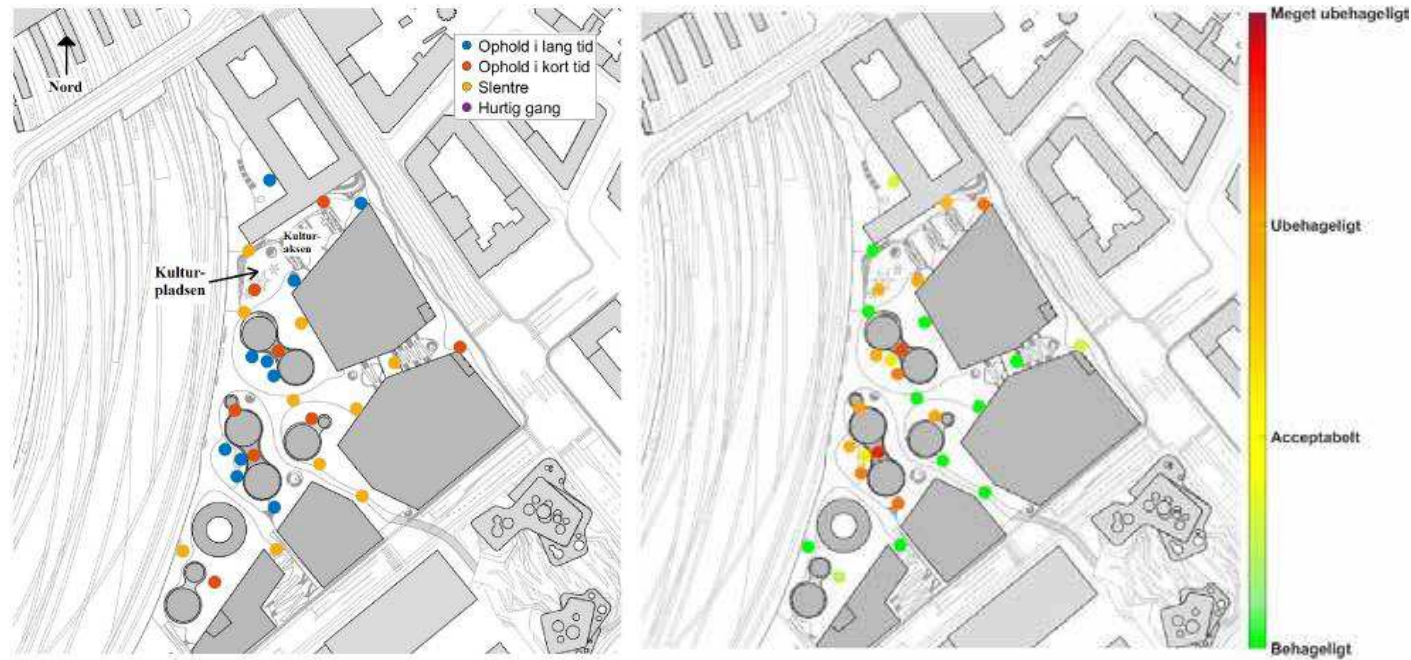 Nord
Ophold i lang tid
Ophold i kort tid
Slentre
Hurtig gang
Kultur-
aksen
Kultur-
pladsen
Meget ubehageligt
Ubehageligt
Acceptabelt
Behageligt